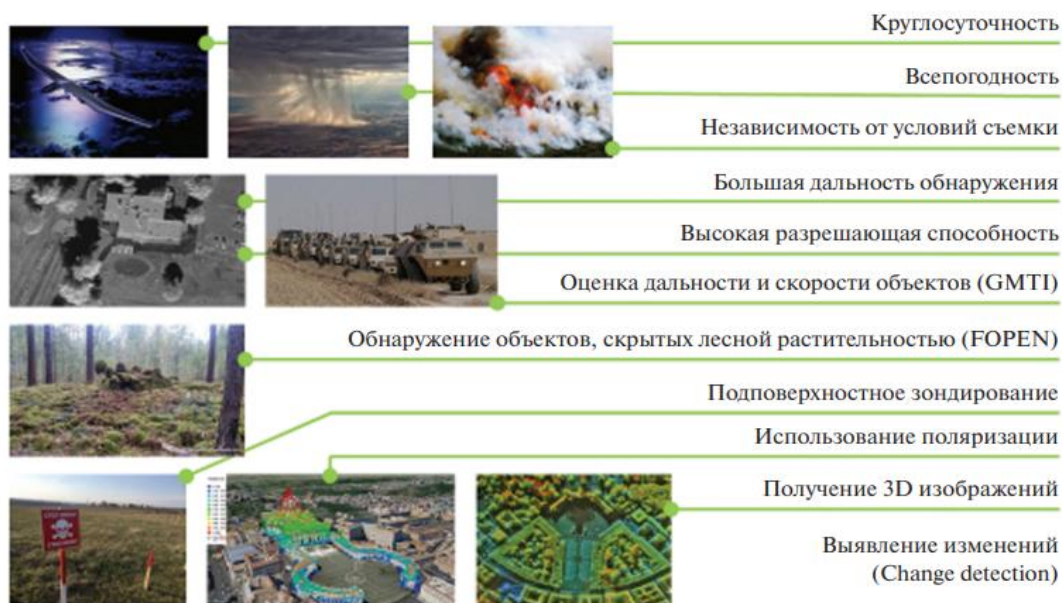 Круглосуточность
Всепогодность
Независимость от условий съемки
Большая дальность обнаружения
Высокая разрешающая способность
Оценка дальности и скорости объектов (GMTI)
Обнаружение объектов, скрытых лесной растительностью (FOPEN)
Подповерхностное зондирование
Использование поляризации
Получение 3D изображений
Выявление изменений
(Change detection)